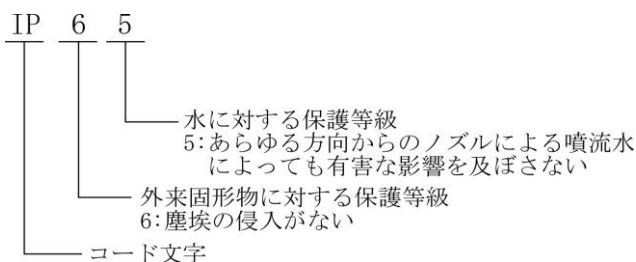 IP 6 5
水に対する保護等級
5:あらゆる方向からのノズルによる噴流水
によっても有害な影響を及ぼさない
外来固形物に対する保護等級
6:塵埃の侵入がない
コード文字